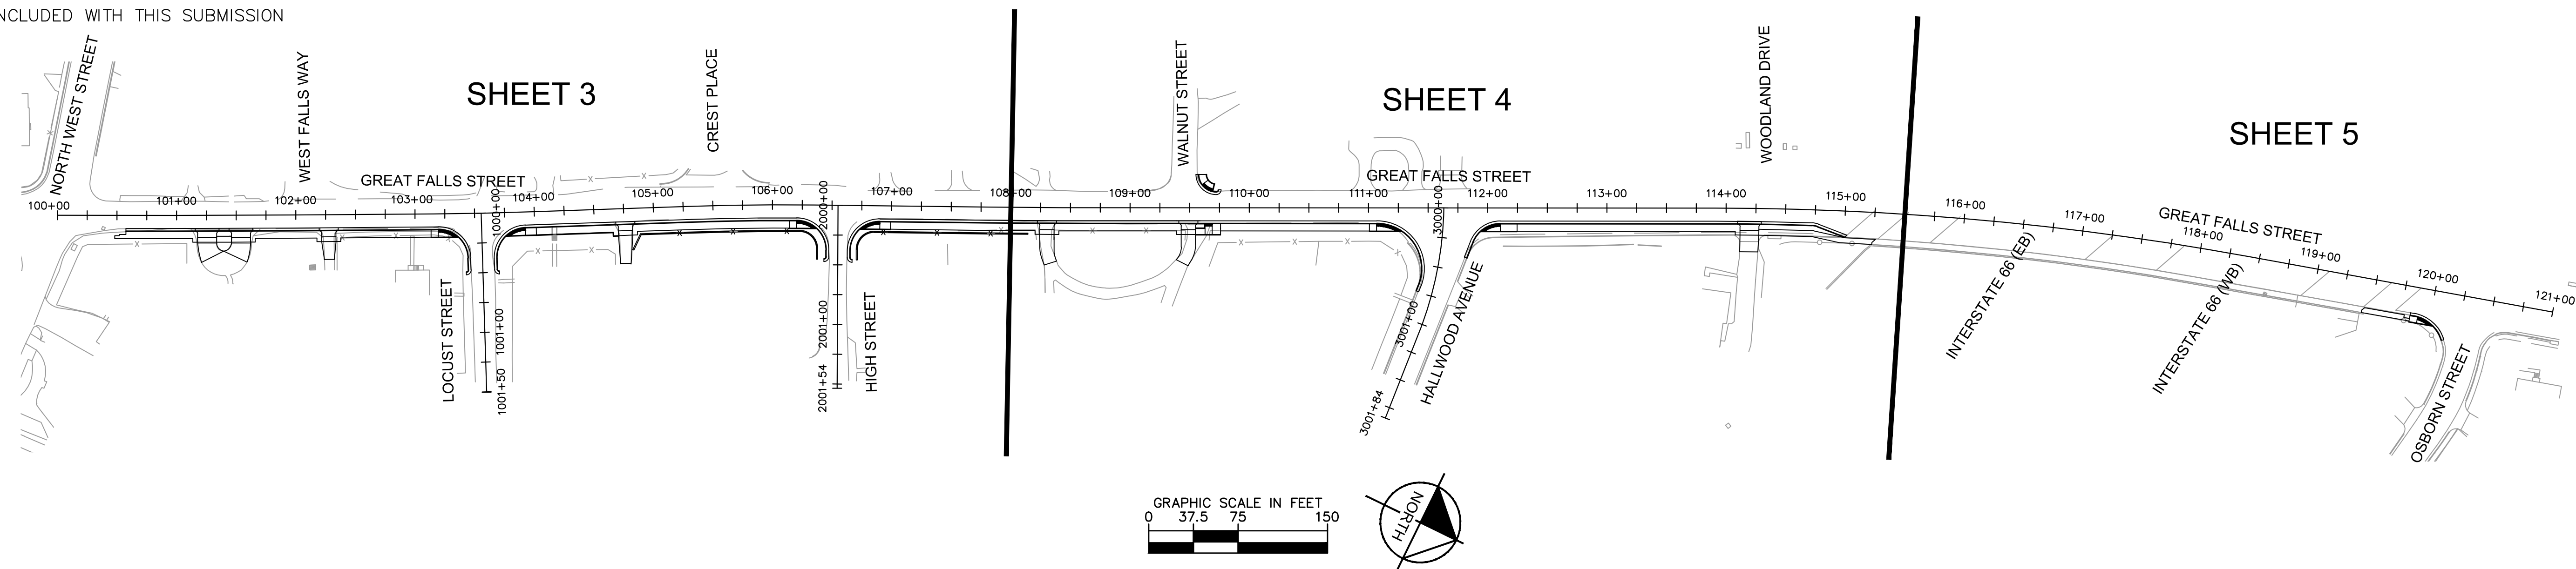 NCLUDED WITH THIS SUBMISSION
NORTH WEST STREET
WEST FALLS WAY
SHEET 3
CREST PLACE
WALNUT STREET
SHEET 4
WOODLAND DRIVE
SHEET 5
GREAT FALLS STREET
GREAT FALLS STREET
GREAT FALLS STREET
100+00
101+00
102+00
103+00
104+00
105+00
106+00
107+00
108+00
109+00
110+00
111+00
112+00
113+00
114+00
115+00
116+00
117+00
118+00
119+00
120+00
121+00
LOCUST STREET
1000+00
1001+00
1001+50
2000+00
2001+00
2001+54
HIGH STREET
3000+00
3001+00
3001+84
HALLWOOD AVENUE
INTERSTATE 66 (EB)
INTERSTATE 66 (WB)
OSBORN STREET
GRAPHIC SCALE IN FEET
0 37.5 75 150
NORTH